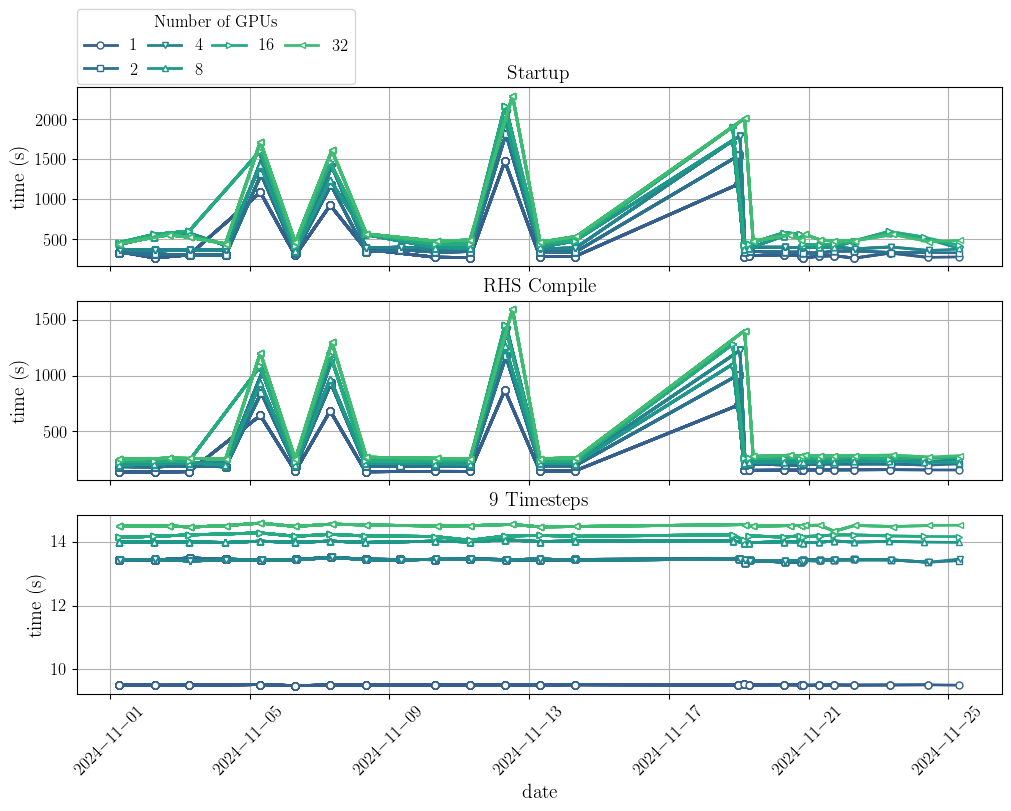 Number of GPUs
1 4 16 32
2 8
Startup
2000
1500
1000
500
time (s)
RHS Compile
1500
1000
500
time (s)
9 Timesteps
14
12
10
time (s)
2024−11−01 2024−11−05 2024−11−09 2024−11−13 2024−11−17 2024−11−21 2024−11−25
date